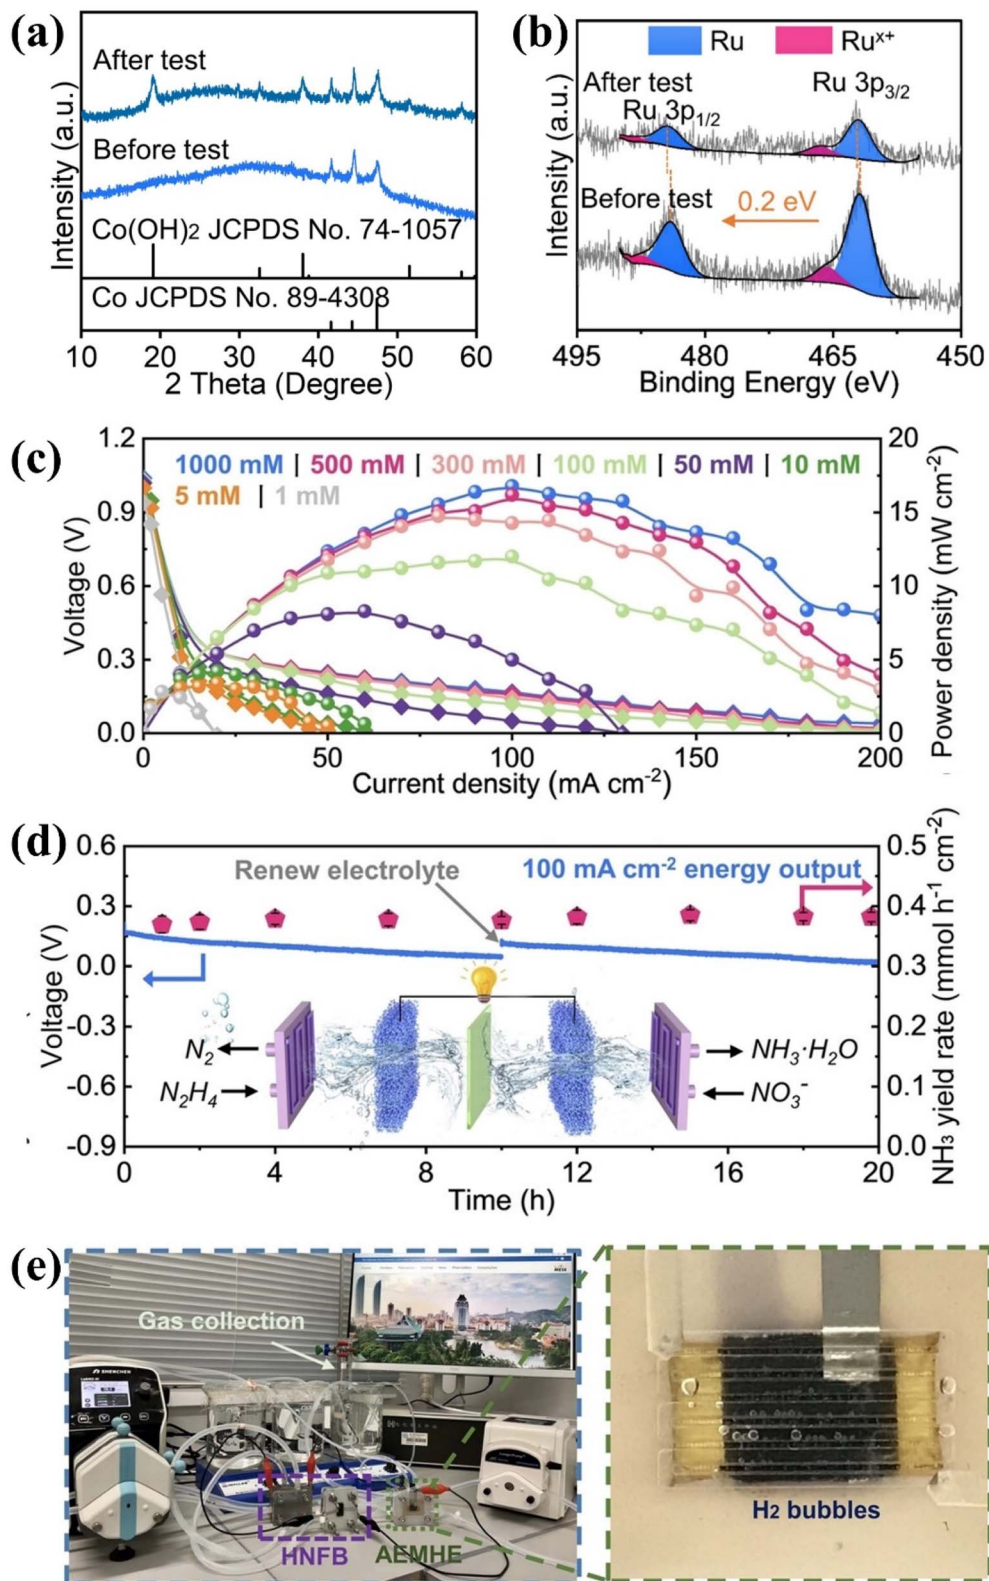 (a)
After test
Before test
Co(OH)₂ JCPDS No. 74-1057
Co JCPDS No. 89-4308
Intensity (a.u.)
10 20 30 40 50 60
2 Theta (Degree)
(b)
Ru Ruˣ⁺
After test
Ru 3p₁/₂
Ru 3p₃/₂
Before test
0.2 eV
Intensity (a.u.)
495 480 465 450
Binding Energy (eV)
(c)
1000 mM | 500 mM | 300 mM | 100 mM | 50 mM | 10 mM
5 mM | 1 mM
Voltage (V)
1.2
0.9
0.6
0.3
0.0
20
15
10
5
0
Power density (mW cm⁻²)
0 50 100 150 200
Current density (mA cm⁻²)
(d)
Renew electrolyte
100 mA cm⁻² energy output
Voltage (V)
0.6
0.3
0.0
-0.3
-0.6
-0.9
0.5
0.4
0.3
0.2
0.1
0.0
NH₃ yield rate (mmol h⁻¹ cm⁻²)
N₂
N₂H₄
NH₃·H₂O
NO₃⁻
0 4 8 12 16 20
Time (h)
(e)
Gas collection
SHENCHEN
HNFB
AEMHE
H₂ bubbles